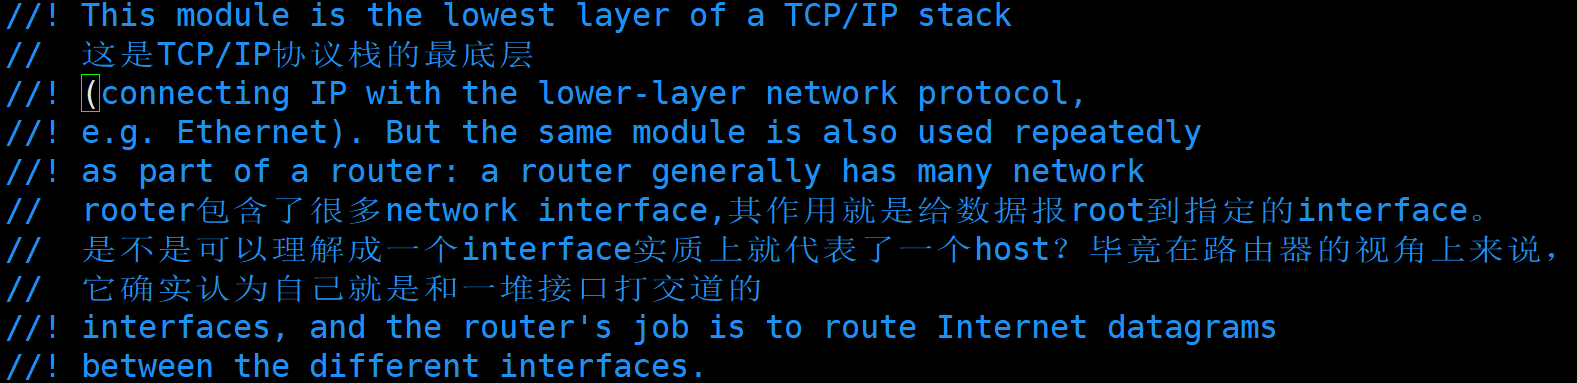 //! This module is the lowest layer of a TCP/IP stack
//  这是TCP/IP协议栈的最底层
//! (connecting IP with the lower-layer network protocol,
//! e.g. Ethernet). But the same module is also used repeatedly
//! as part of a router: a router generally has many network
//  rooter包含了很多network interface,其作用就是给数据报root到指定的interface。
//  是不是可以理解成一个interface实质上就代表了一个host？毕竟在路由器的视角上来说，
//  它确实认为自己就是和一堆接口打交道的
//! interfaces, and the router's job is to route Internet datagrams
//! between the different interfaces.